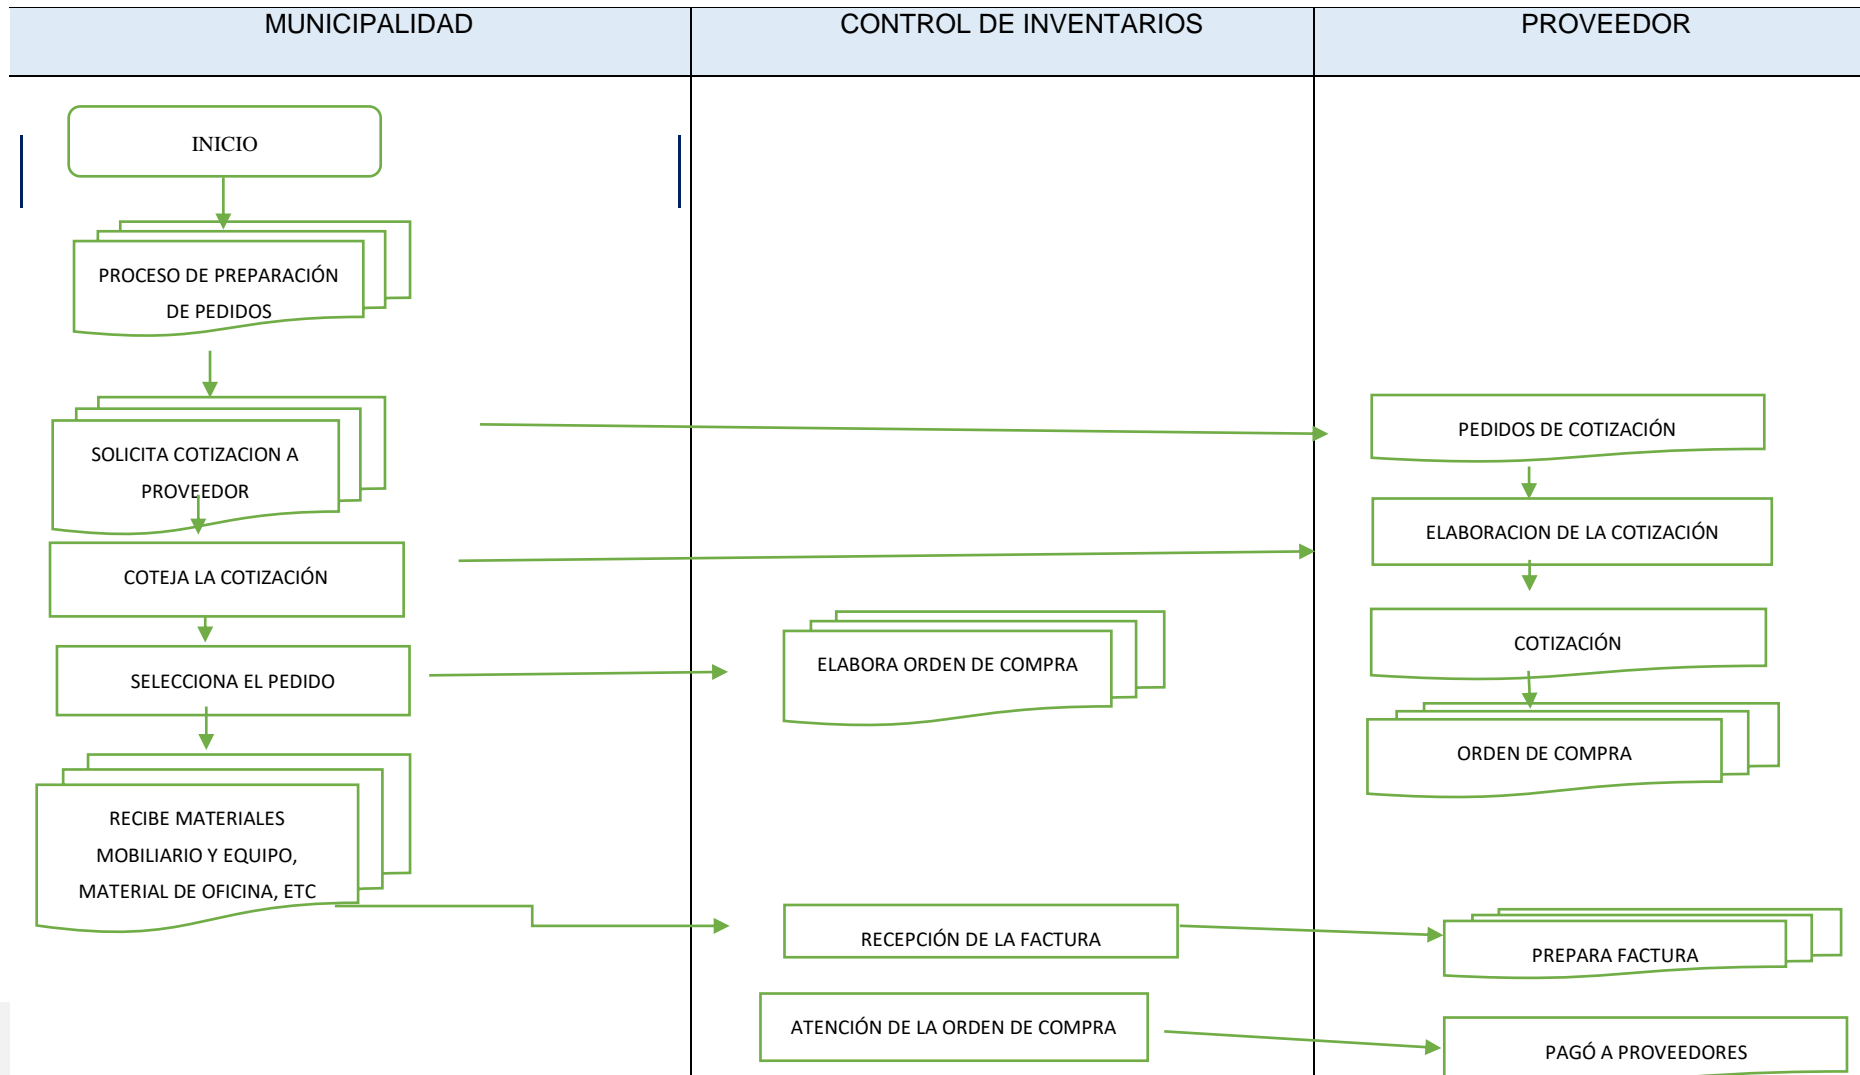 MUNICIPALIDAD
CONTROL DE INVENTARIOS
PROVEEDOR
INICIO
PROCESO DE PREPARACIÓN
DE PEDIDOS
SOLICITA COTIZACION A
PROVEEDOR
COTEJA LA COTIZACIÓN
SELECCIONA EL PEDIDO
RECIBE MATERIALES
MOBILIARIO Y EQUIPO,
MATERIAL DE OFICINA, ETC
ELABORA ORDEN DE COMPRA
RECEPCIÓN DE LA FACTURA
ATENCIÓN DE LA ORDEN DE COMPRA
PEDIDOS DE COTIZACIÓN
ELABORACION DE LA COTIZACIÓN
COTIZACIÓN
ORDEN DE COMPRA
PREPARA FACTURA
PAGÓ A PROVEEDORES